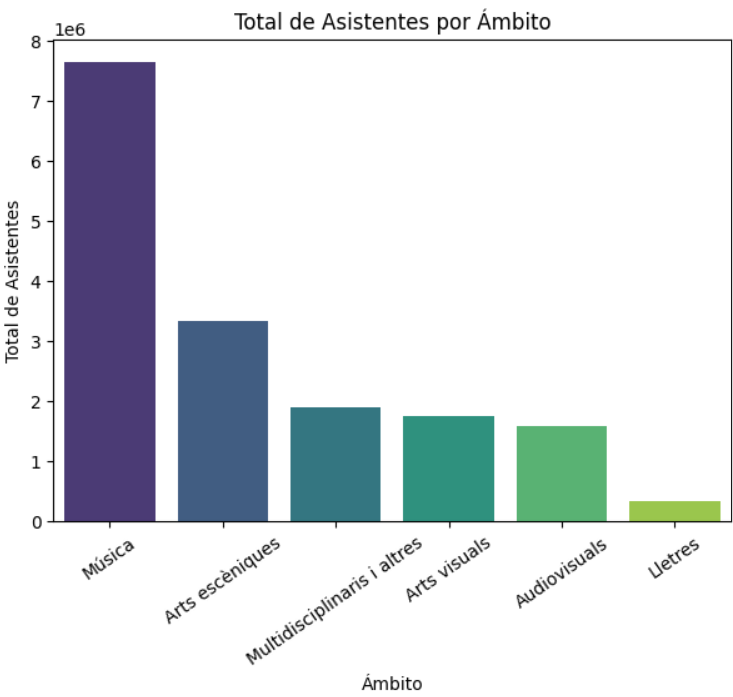 Total de Asistentes por Ámbito
1e6
8
7
6
5
4
3
2
1
0
Total de Asistentes
Música
Arts escèniques
Multidisciplinaris i altres
Arts visuals
Audiovisuals
Lletres
Ámbito